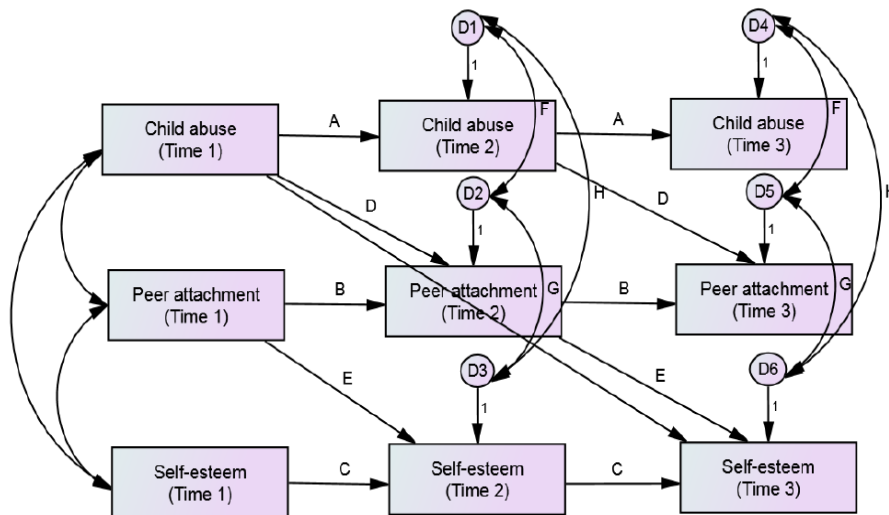 D1
D4
1
1
Child abuse
(Time 1)
A
Child abuse
(Time 2)
F
A
Child abuse
(Time 3)
F
D
D2
H
D
D5
H
1
1
Peer attachment
(Time 1)
B
Peer attachment
(Time 2)
G
B
Peer attachment
(Time 3)
G
E
D3
E
D6
1
1
Self-esteem
(Time 1)
C
Self-esteem
(Time 2)
C
Self-esteem
(Time 3)